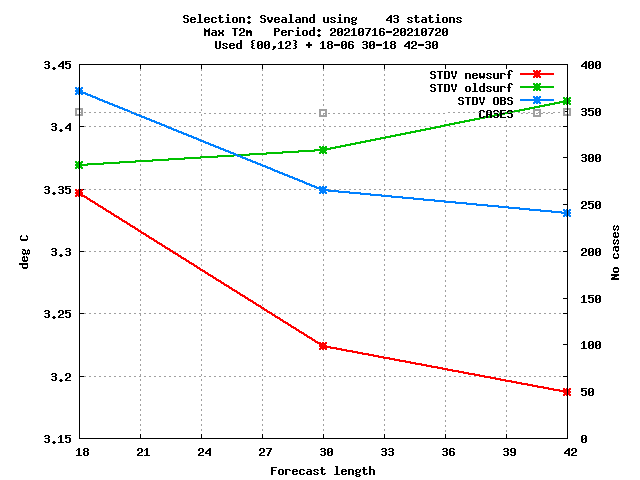 Selection: Svealand using    43 stations
Max T2m   Period: 20210716-20210720
Used {00,12} + 18-06 30-18 42-30
STDV newsurf
STDV oldsurf
STDV OBS
CASES
3.45
3.4
3.35
3.3
3.25
3.2
3.15
deg C
400
350
300
250
200
150
100
50
0
No cases
18 21 24 27 30 33 36 39 42
Forecast length